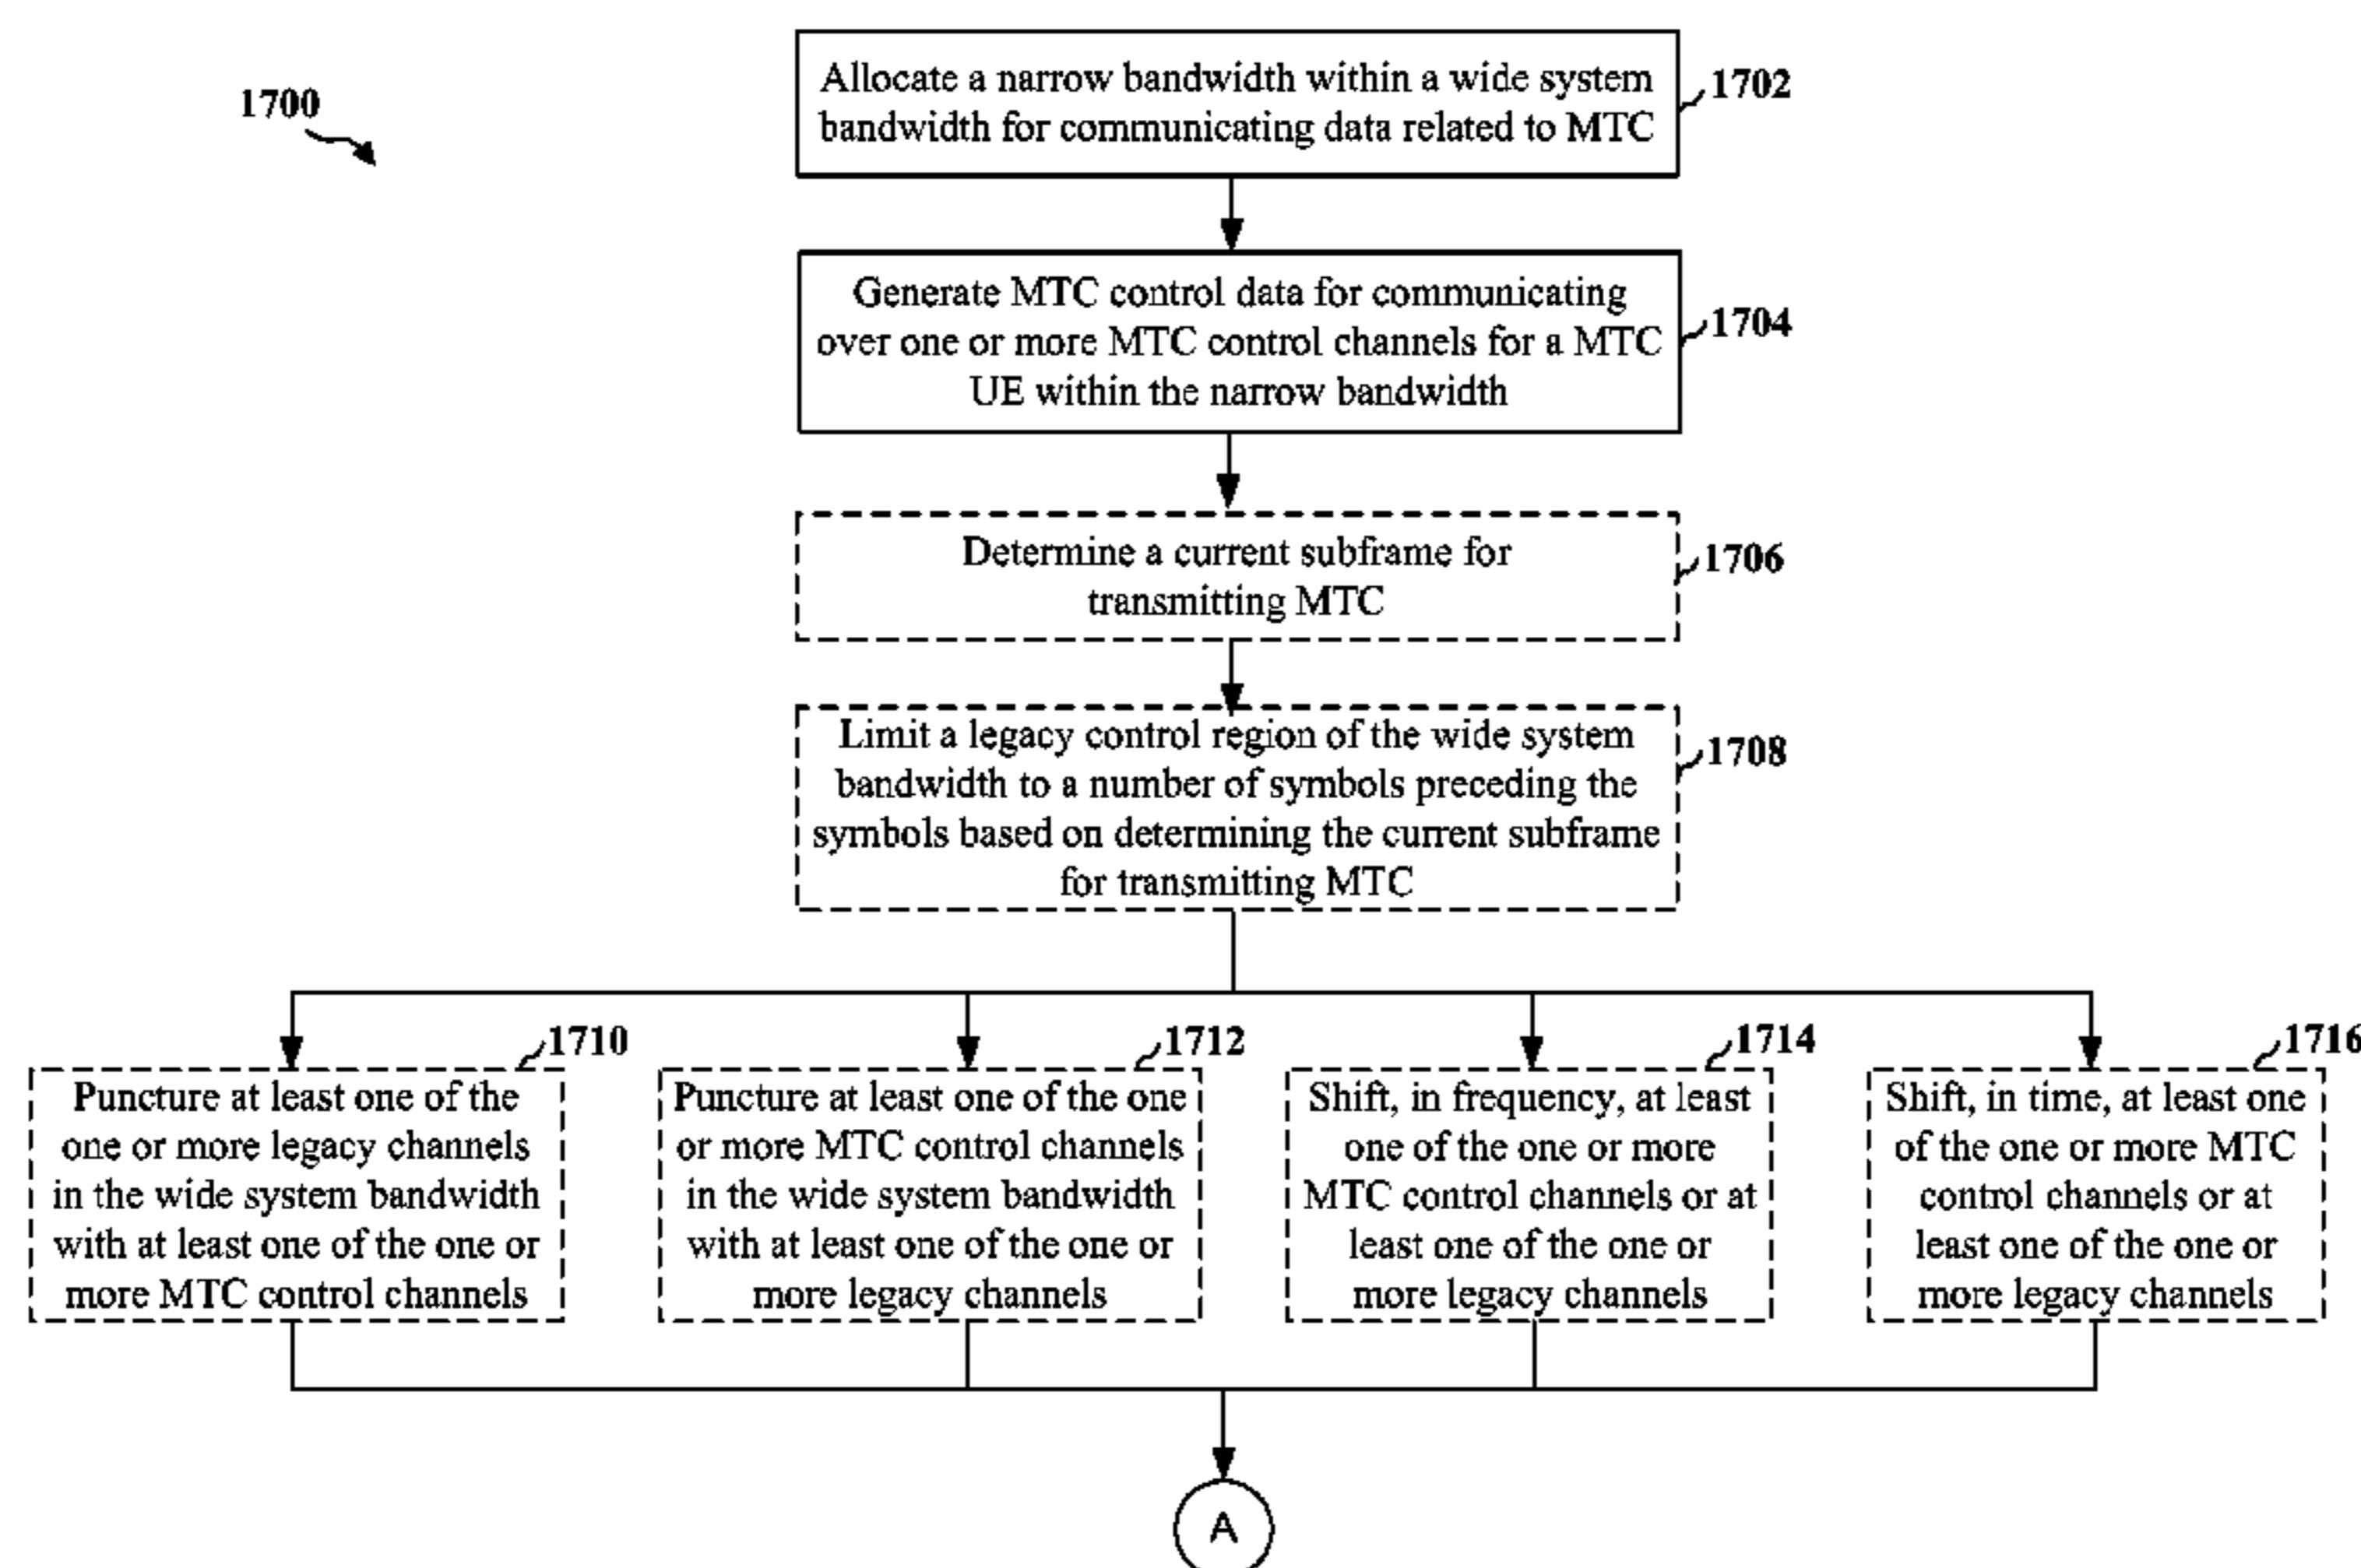 1700
Allocate a narrow bandwidth within a wide system
bandwidth for communicating data related to MTC
1702
Generate MTC control data for communicating
over one or more MTC control channels for a MTC
UE within the narrow bandwidth
1704
Determine a current subframe for
transmitting MTC
1706
Limit a legacy control region of the wide system
bandwidth to a number of symbols preceding the
symbols based on determining the current subframe
for transmitting MTC
1708
1710
Puncture at least one of the
one or more legacy channels
in the wide system bandwidth
with at least one of the one or
more MTC control channels
1712
Puncture at least one of the one
or more MTC control channels
in the wide system bandwidth
with at least one of the one or
more legacy channels
1714
Shift, in frequency, at least
one of the one or more
MTC control channels or at
least one of the one or
more legacy channels
1716
Shift, in time, at least one
of the one or more MTC
control channels or at
least one of the one or
more legacy channels
A